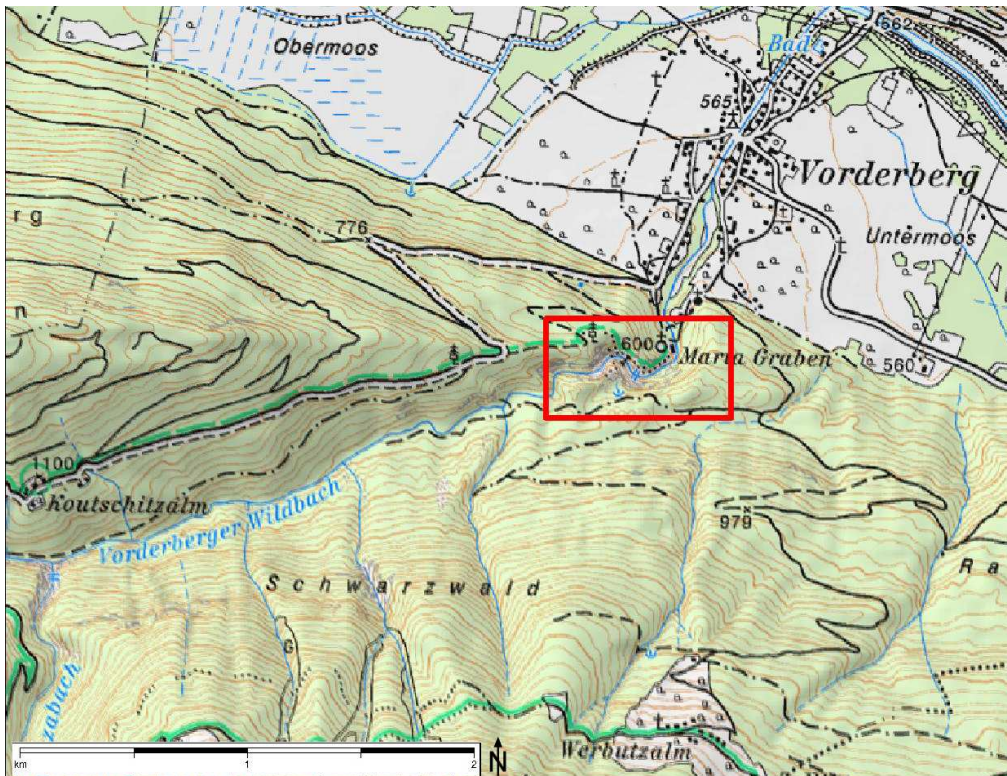 662
Bad
Obermoos
565
Vorderberg
rg
776
Untermoos
n
600
Maria Graben
560
1100
Koutschitzalm
Vorderberger Wildbach
979
Schwarzwald
Ra
G
zabach
Werbutzalm
km 1 2
N